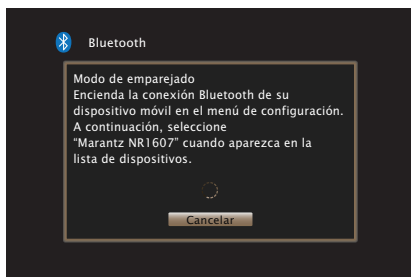 Bluetooth
Modo de emparejado
Encienda la conexión Bluetooth de su
dispositivo móvil en el menú de configuración.
A continuación, seleccione
“Marantz NR1607” cuando aparezca en la
lista de dispositivos.
Cancelar